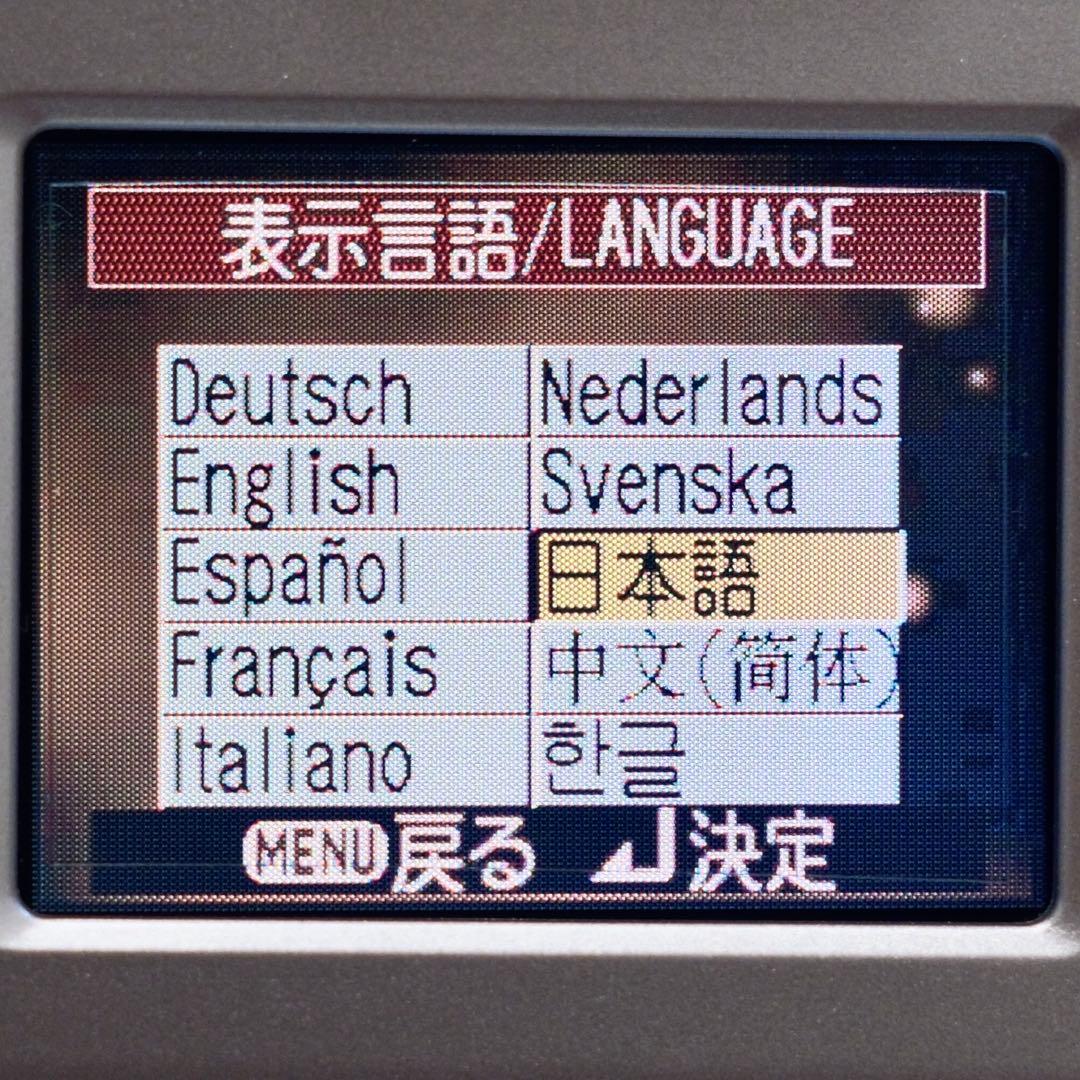 表示言語/LANGUAGE
Deutsch
Nederlands
English
Svenska
Español
日本語
Français
中文(简体)
Italiano
한글
MENU戻る ↲決定